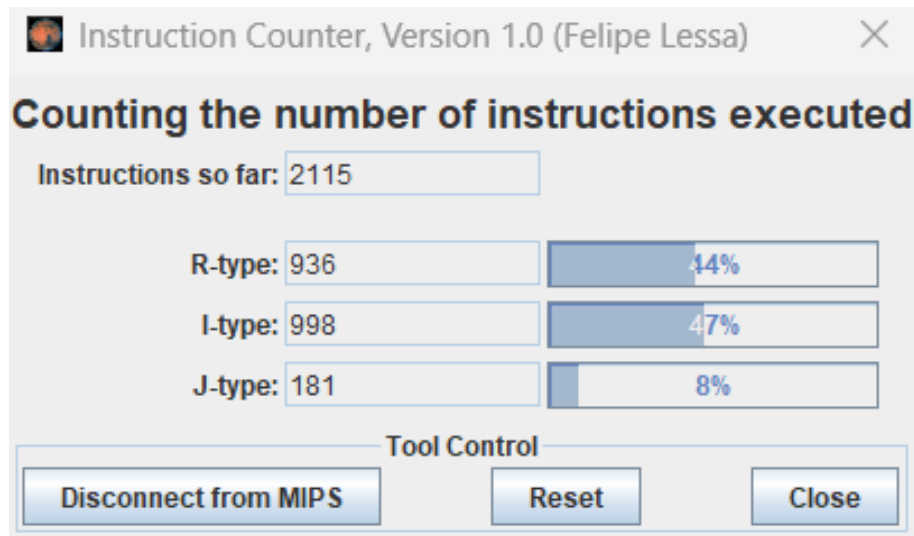 Instruction Counter, Version 1.0 (Felipe Lessa)
Counting the number of instructions executed
Instructions so far: 2115
R-type: 936 44%
I-type: 998 47%
J-type: 181 8%
Tool Control
Disconnect from MIPS Reset Close